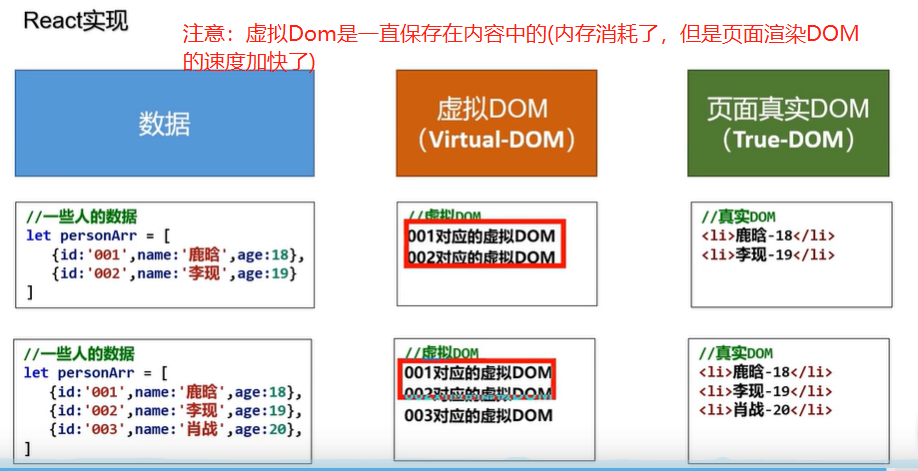 React实现
注意：虚拟Dom是一直保存在内容中的(内存消耗了，但是页面渲染DOM
的速度加快了)
数据
虚拟DOM
（Virtual-DOM）
页面真实DOM
（True-DOM）
//一些人的数据
let personArr = [
{id:'001',name:'鹿晗',age:18},
{id:'002',name:'李现',age:19}
]
//虚拟DOM
001对应的虚拟DOM
002对应的虚拟DOM
//真实DOM
<li>鹿晗-18</li>
<li>李现-19</li>
//一些人的数据
let personArr = [
{id:'001',name:'鹿晗',age:18},
{id:'002',name:'李现',age:19},
{id:'003',name:'肖战',age:20},
]
//虚拟DOM
001对应的虚拟DOM
002对应的虚拟DOM
003对应的虚拟DOM
//真实DOM
<li>鹿晗-18</li>
<li>李现-19</li>
<li>肖战-20</li>